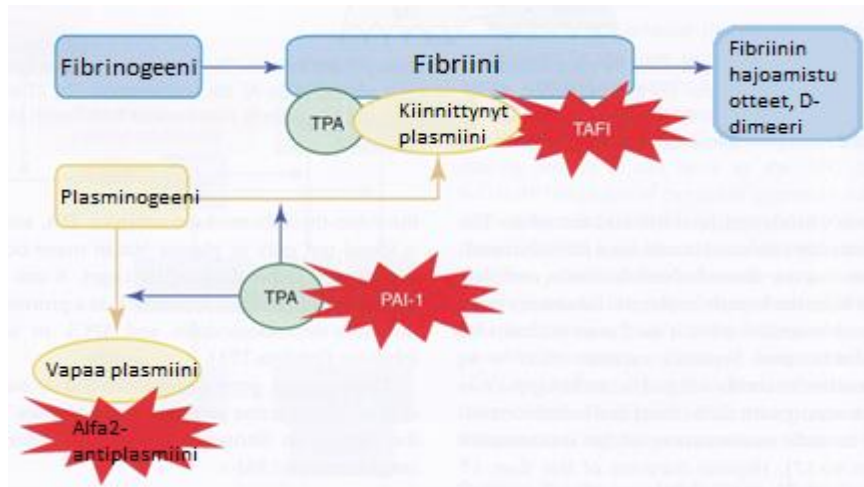 Fibrinogeeni
Fibriini
Fibriinin
hajoamistu
otteet, D-
dimeeri
TPA
Kiinnittynyt
plasmiini
TAFI
Plasminogeeni
TPA
PAI-1
Vapaa plasmiini
Alfa2-
antiplasmiini